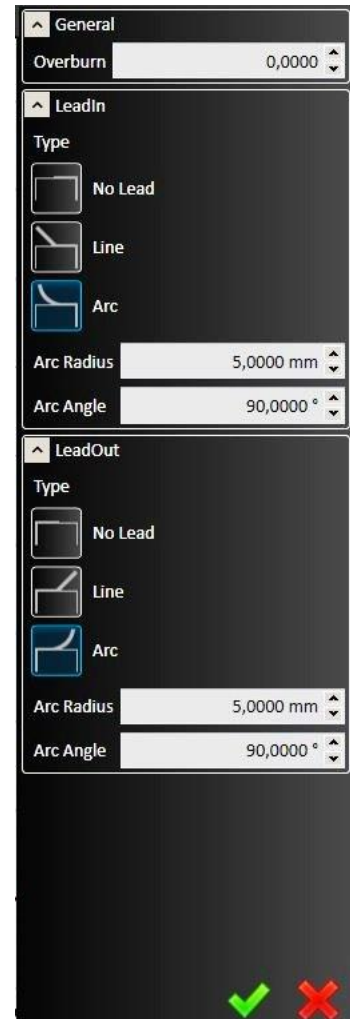 General
Overburn 0,0000
LeadIn
Type
No Lead
Line
Arc
Arc Radius 5,0000 mm
Arc Angle 90,0000 °
LeadOut
Type
No Lead
Line
Arc
Arc Radius 5,0000 mm
Arc Angle 90,0000 °